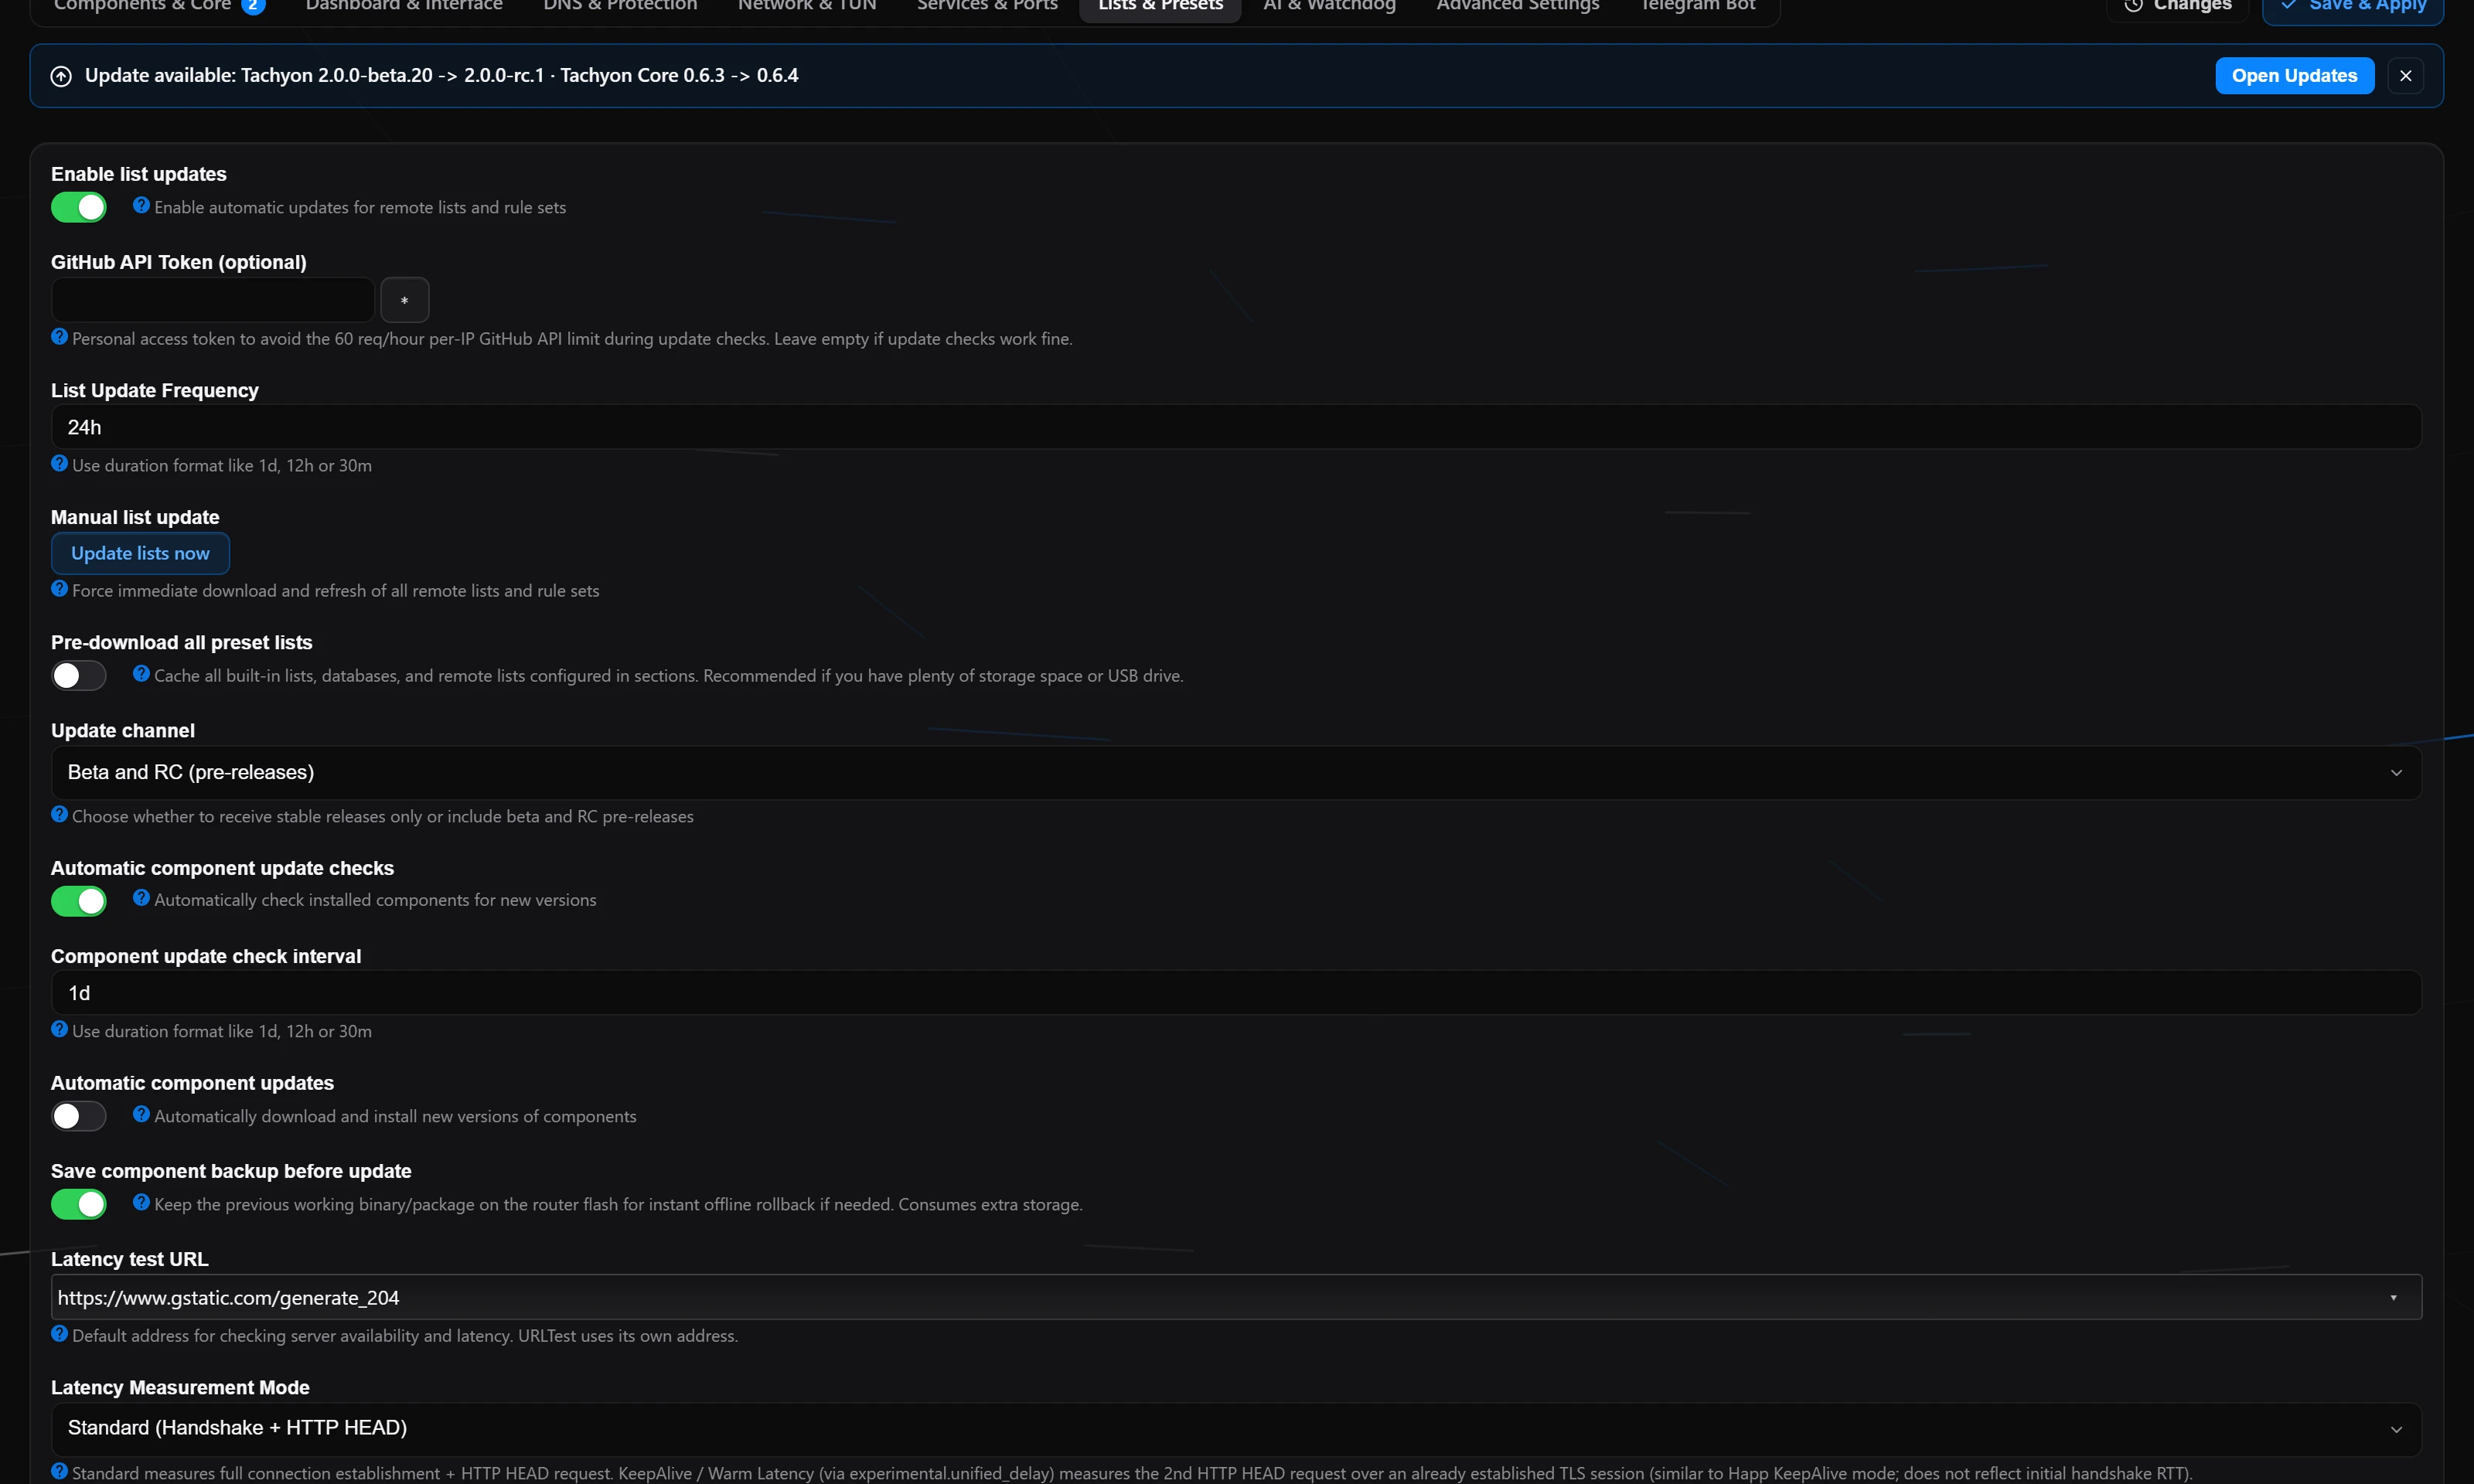 Components & Core 2 Dashboard & Interface DNS & Protection Network & TUN Services & Ports Lists & Presets AI & Watchdog Advanced Settings Telegram Bot Changes Save & Apply
Update available: Tachyon 2.0.0-beta.20 -> 2.0.0-rc.1 · Tachyon Core 0.6.3 -> 0.6.4 Open Updates
Enable list updates
Enable automatic updates for remote lists and rule sets
GitHub API Token (optional)
*
Personal access token to avoid the 60 req/hour per-IP GitHub API limit during update checks. Leave empty if update checks work fine.
List Update Frequency
24h
Use duration format like 1d, 12h or 30m
Manual list update
Update lists now
Force immediate download and refresh of all remote lists and rule sets
Pre-download all preset lists
Cache all built-in lists, databases, and remote lists configured in sections. Recommended if you have plenty of storage space or USB drive.
Update channel
Beta and RC (pre-releases)
Choose whether to receive stable releases only or include beta and RC pre-releases
Automatic component update checks
Automatically check installed components for new versions
Component update check interval
1d
Use duration format like 1d, 12h or 30m
Automatic component updates
Automatically download and install new versions of components
Save component backup before update
Keep the previous working binary/package on the router flash for instant offline rollback if needed. Consumes extra storage.
Latency test URL
https://www.gstatic.com/generate_204
Default address for checking server availability and latency. URLTest uses its own address.
Latency Measurement Mode
Standard (Handshake + HTTP HEAD)
Standard measures full connection establishment + HTTP HEAD request. KeepAlive / Warm Latency (via experimental.unified_delay) measures the 2nd HTTP HEAD request over an already established TLS session (similar to Happ KeepAlive mode; does not reflect initial handshake RTT).